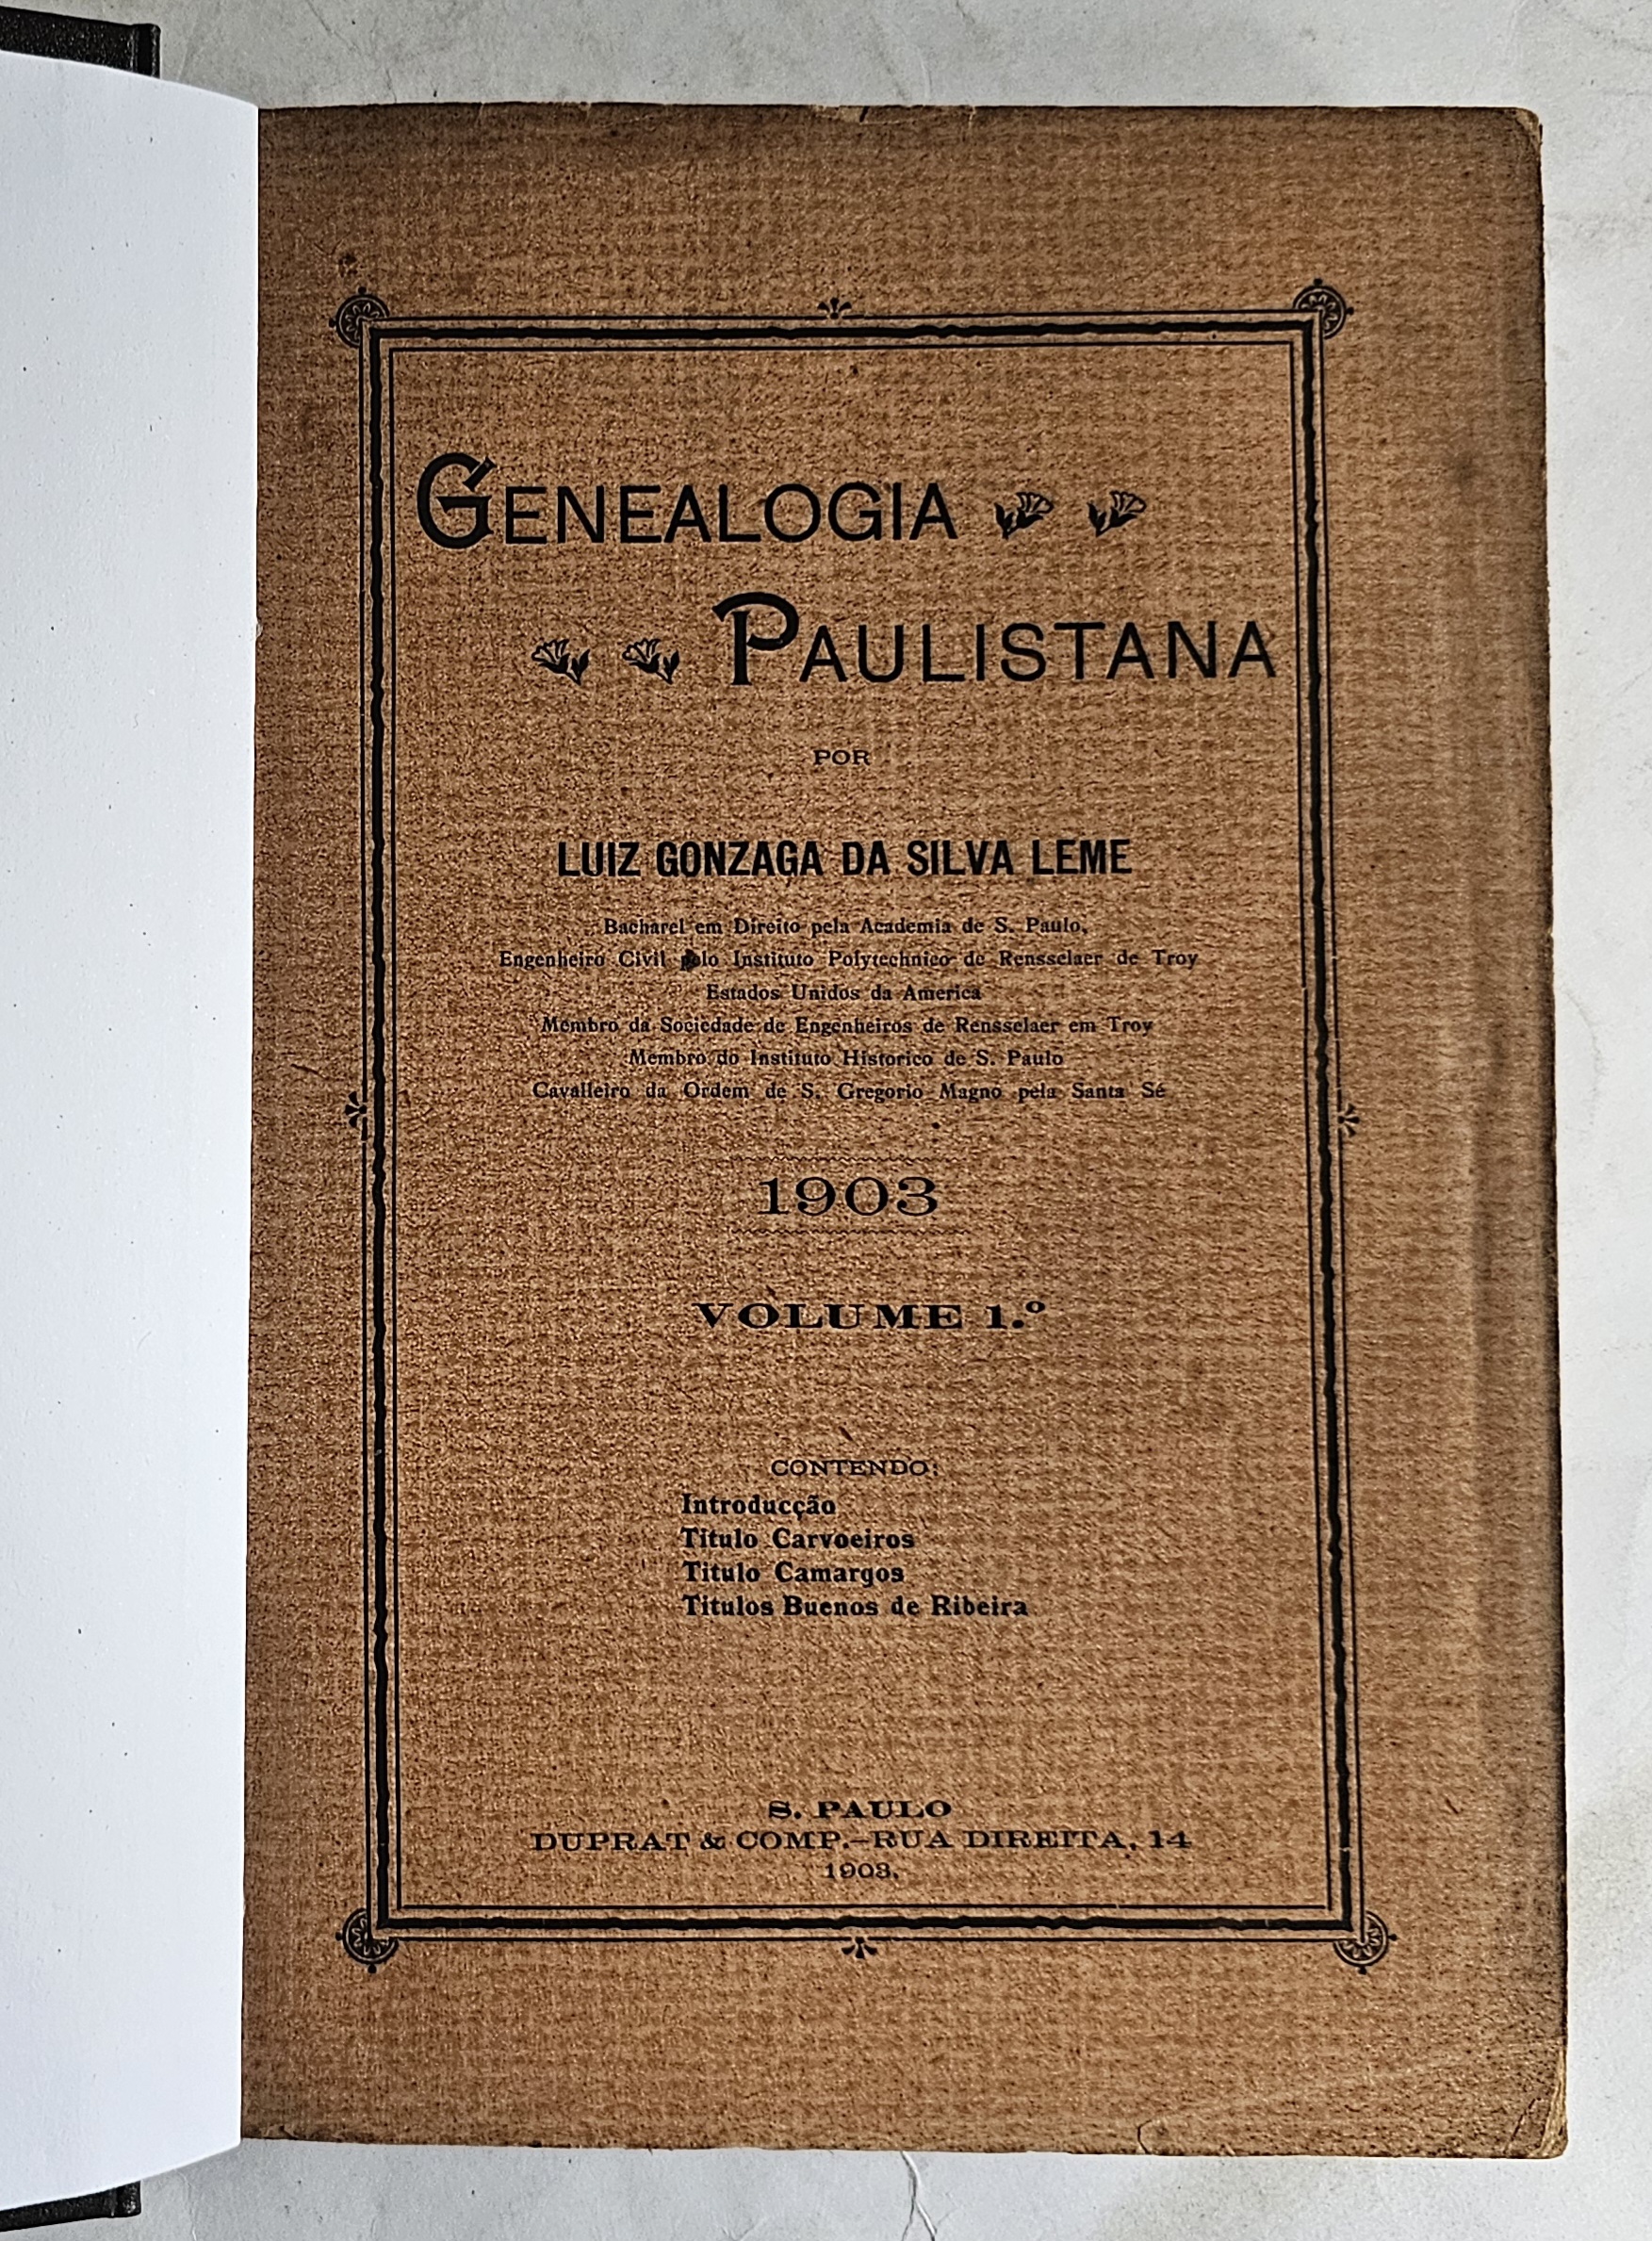 GENEALOGIA
PAULISTANA
POR
LUIZ GONZAGA DA SILVA LEME
Bacharel em Direito pela Academia de S. Paulo,
Engenheiro Civil pelo Instituto Polytechnico de Rensselaer de Troy
Estados Unidos da America
Membro da Sociedade de Engenheiros de Rensselaer em Troy
Membro do Instituto Historico de S. Paulo
Cavalleiro da Ordem de S. Gregorio Magno pela Santa Sé
1903
VOLUME 1.º
CONTENDO:
Introducção
Titulo Carvoeiros
Titulo Camargos
Titulos Buenos de Ribeira
S. PAULO
DUPRAT & COMP.—RUA DIREITA, 14
1903.